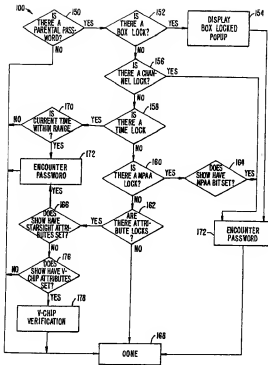 100
150
IS THERE A PARENTAL PASSWORD?
YES
NO
152
IS THERE A BOX LOCK?
YES
NO
154
DISPLAY BOX LOCKED POPUP
156
IS THERE A CHANNEL LOCK?
YES
NO
158
IS THERE A TIME LOCK
YES
NO
170
IS CURRENT TIME WITHIN RANGE ?
NO
YES
172
ENCOUNTER PASSWORD
YES
160
IS THERE A MPAA LOCK?
YES
NO
164
DOES SHOW HAVE MPAA BIT SET?
YES
162
ARE THERE ATTRIBUTE LOCKS?
YES
NO
166
DOES SHOW HAVE STARSIGHT ATTRIBUTES SET?
NO
172
ENCOUNTER PASSWORD
176
DOES SHOW HAVE V-CHIP ATTRIBUTES SET?
NO
YES
178
V-CHIP VERIFICATION
168
DONE